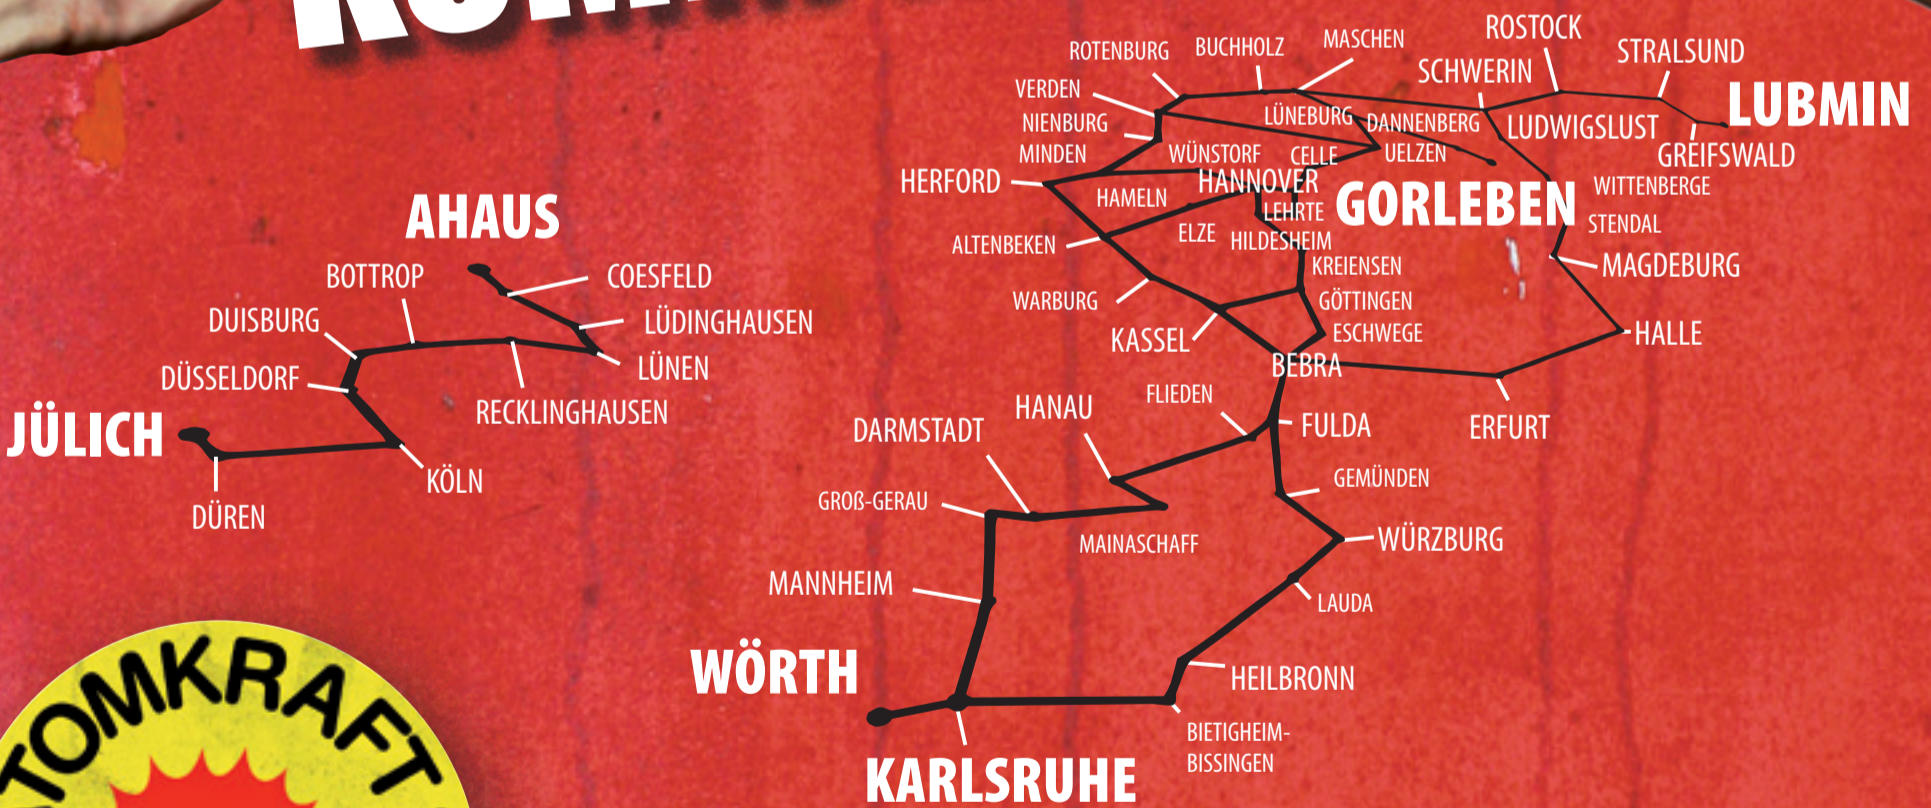 ROSTOCK
MASCHEN
BUCHHOLZ
ROTENBURG
STRALSUND
SCHWERIN
VERDEN
LUBMIN
LÜNEBURG
DANNENBERG
LUDWIGSLUST
NIENBURG
MINDEN
WÜNSTORF
CELLE
UELZEN
GREIFSWALD
HERFORD
HANNOVER
WITTENBERGE
HAMELN
GORLEBEN
LEHRTE
STENDAL
AHAUS
ELZE
HILDESHEIM
ALTENBEKEN
KREIENSEN
MAGDEBURG
BOTTROP
COESFELD
WARBURG
GÖTTINGEN
DUISBURG
LÜDINGHAUSEN
KASSEL
ESCHWEGE
HALLE
LÜNEN
BEBRA
DÜSSELDORF
FLIEDEN
RECKLINGHAUSEN
HANAU
JÜLICH
DARMSTADT
FULDA
ERFURT
KÖLN
GEMÜNDEN
GROß-GERAU
DÜREN
MAINASCHAFF
WÜRZBURG
MANNHEIM
LAUDA
WÖRTH
HEILBRONN
BIETIGHEIM-
BISSINGEN
KARLSRUHE
TOMKRAFT